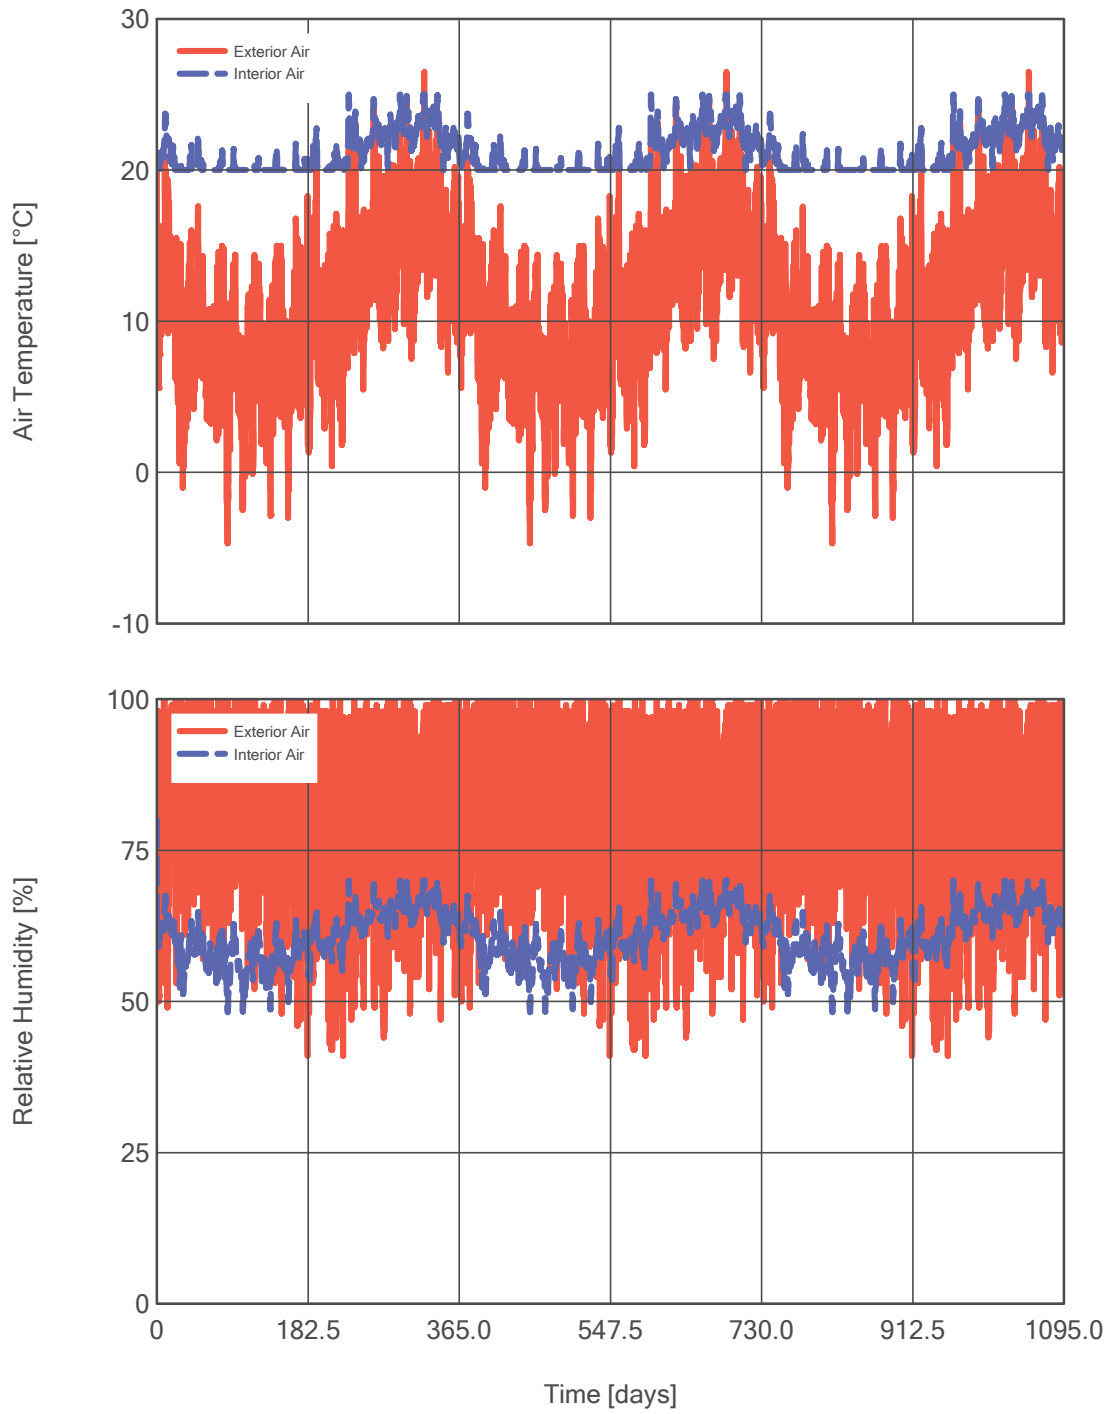 30
Exterior Air
Interior Air
20
10
0
-10
Air Temperature [°C]
100
Exterior Air
Interior Air
75
50
25
0
Relative Humidity [%]
0 182.5 365.0 547.5 730.0 912.5 1095.0
Time [days]